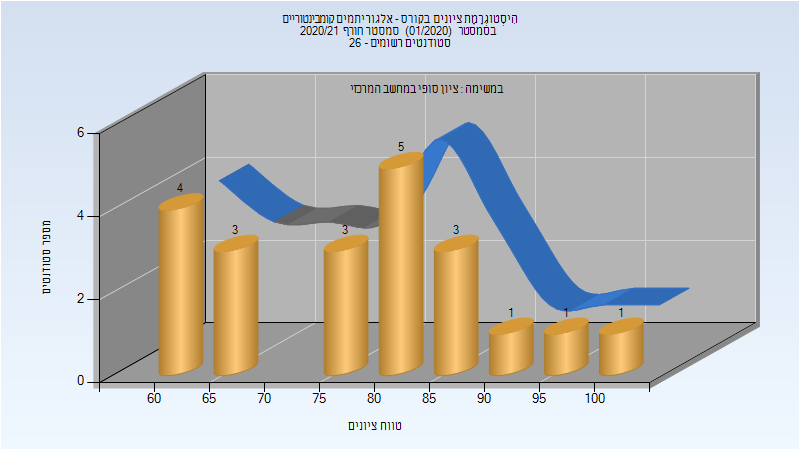 היסטוגרמת ציונים בקורס - אלגוריתמים קומבינטוריים
בסמסטר (01/2020) סמסטר חורף 2020/21
סטודנטים רשומים - 26
במשימה : ציון סופי במחשב המרכזי
מספר סטודנטים
6
4
2
0
4
3
3
5
3
1
1
1
60 65 70 75 80 85 90 95 100
טווח ציונים